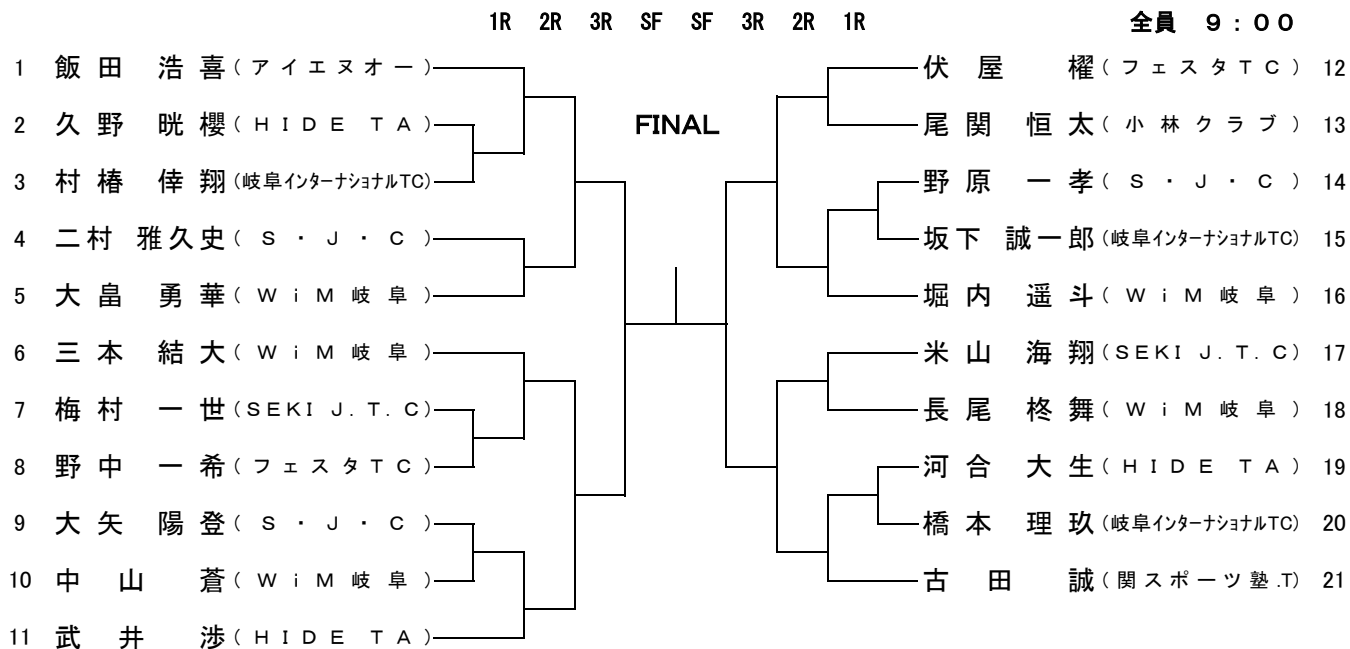 1R 2R 3R SF SF 3R 2R 1R 全員 9:00
1 飯田 浩喜 (アイエヌオー)
2 久野 晄櫻 (HIDE TA)
3 村椿 倖翔 (岐阜インターナショナルTC)
4 二村 雅久史 (S・J・C)
5 大畠 勇華 (WiM岐阜)
6 三本 結大 (WiM岐阜)
7 梅村 一世 (SEKI J.T.C)
8 野中 一希 (フェスタTC)
9 大矢 陽登 (S・J・C)
10 中山 蒼 (WiM岐阜)
11 武井 渉 (HIDE TA)
FINAL
伏屋 櫂 (フェスタTC) 12
尾関 恒太 (小林クラブ) 13
野原 一孝 (S・J・C) 14
坂下 誠一郎 (岐阜インターナショナルTC) 15
堀内 遥斗 (WiM岐阜) 16
米山 海翔 (SEKI J.T.C) 17
長尾 柊舞 (WiM岐阜) 18
河合 大生 (HIDE TA) 19
橋本 理玖 (岐阜インターナショナルTC) 20
古田 誠 (関スポーツ塾.T) 21